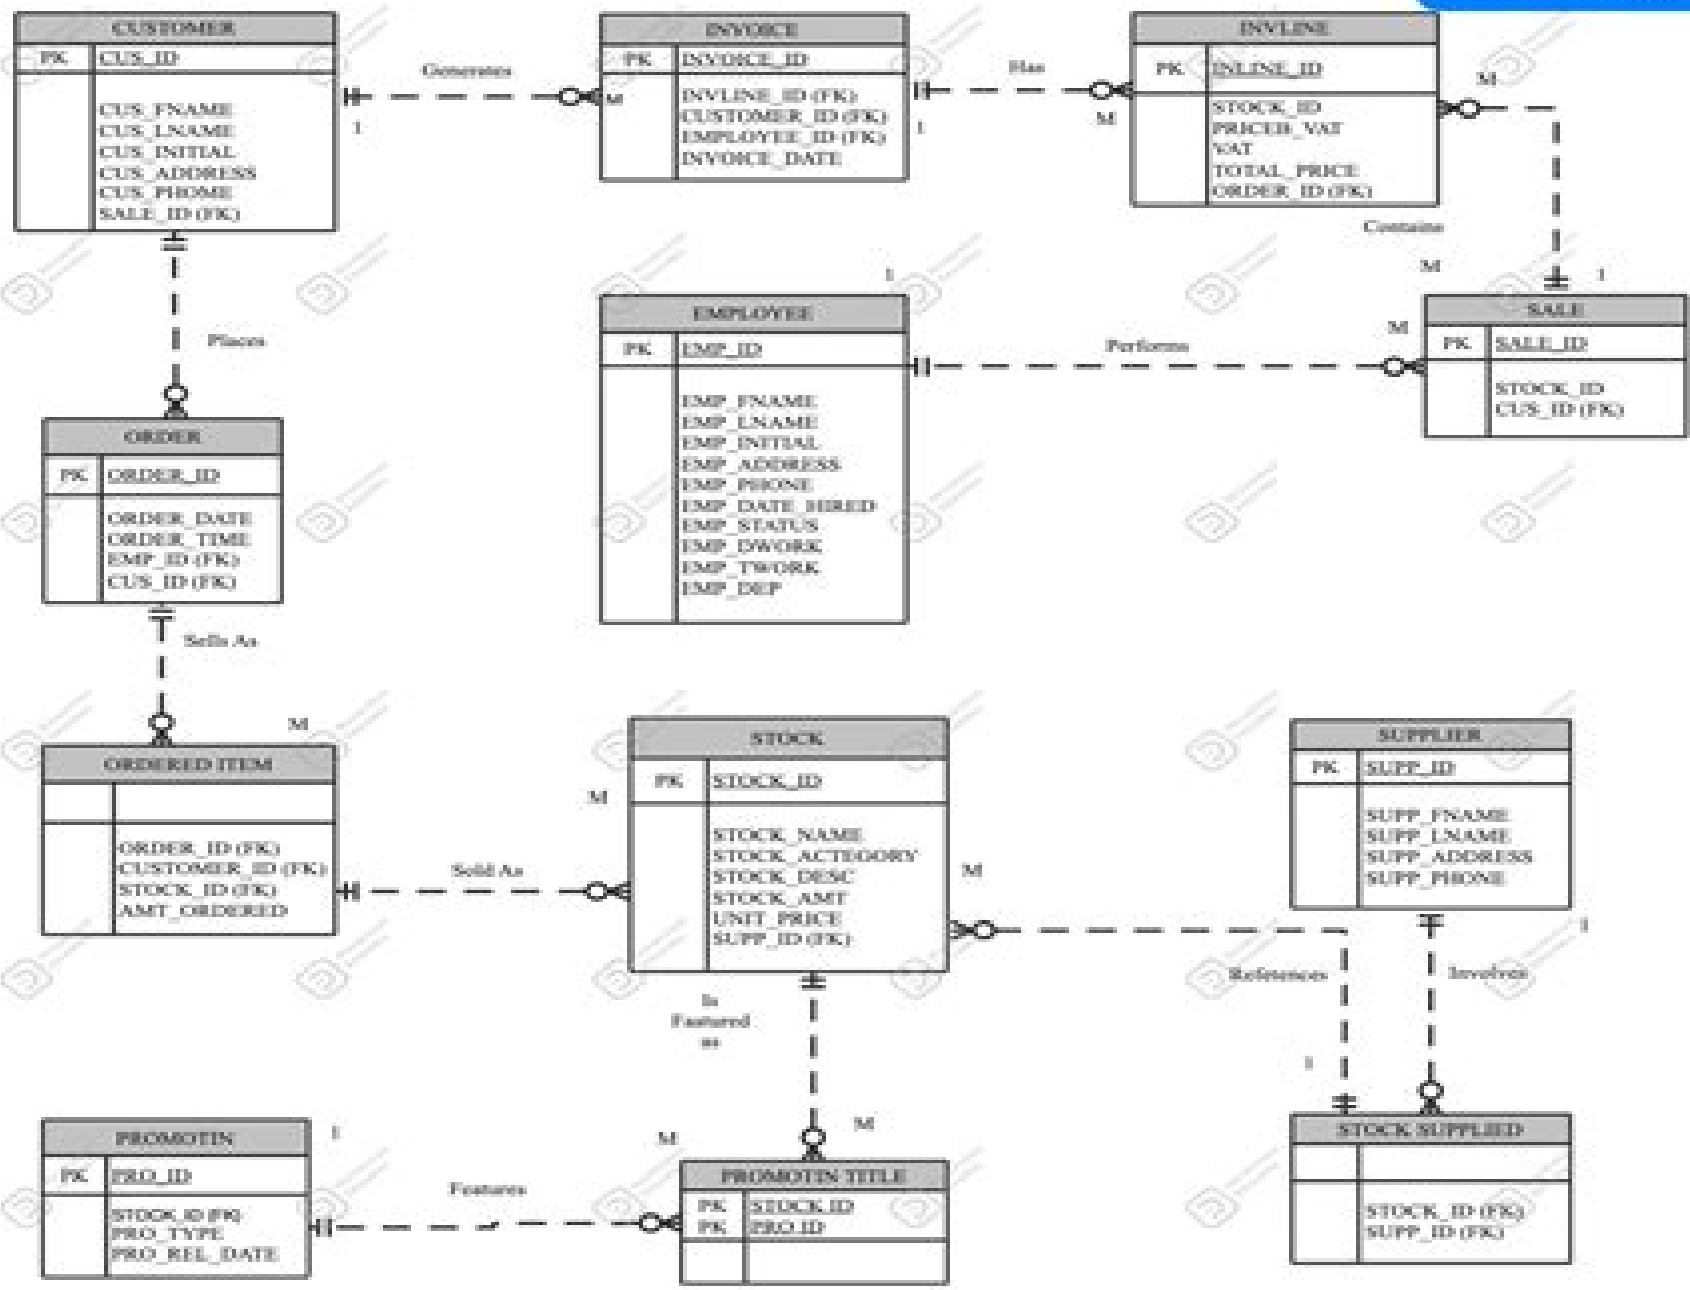 CUSTOMER
PK CUS_ID
CUS_FNAME
CUS_LNAME
CUS_INITIAL
CUS_ADDRESS
CUS_PHOME
SALE_ID (FK)
Generates
1
M
INVOICE
PK INVOICE_ID
INVLINE_ID (FK)
CUSTOMER_ID (FK)
EMPLOYEE_ID (FK)
INVOICE_DATE
Has
1
M
INVLINE
PK INLINE_ID
STOCK_ID
PRICEB_VAT
VAT
TOTAL_PRICE
ORDER_ID (FK)
M
Contains
M
1
Places
1
EMPLOYEE
PK EMP_ID
EMP_FNAME
EMP_LNAME
EMP_INITIAL
EMP_ADDRESS
EMP_PHONE
EMP_DATE_HIRED
EMP_STATUS
EMP_DWORK
EMP_TWORK
EMP_DEP
Performs
M
SALE
PK SALE_ID
STOCK_ID
CUS_ID (FK)
ORDER
PK ORDER_ID
ORDER_DATE
ORDER_TIME
EMP_ID (FK)
CUS_ID (FK)
Sells As
M
ORDERED ITEM
ORDER_ID (FK)
CUSTOMER_ID (FK)
STOCK_ID (FK)
AMT_ORDERED
Sold As
M
STOCK
PK STOCK_ID
STOCK_NAME
STOCK_ACTEGORY
STOCK_DESC
STOCK_AMT
UNIT_PRICE
SUPP_ID (FK)
M
SUPPLIER
PK SUPP_ID
SUPP_FNAME
SUPP_LNAME
SUPP_ADDRESS
SUPP_PHONE
1
References
Involves
1
Is
Faatured
as
M
PROMOTIN
PK PRO_ID
STOCK_ID (FK)
PRO_TYPE
PRO_REL_DATE
1
Features
M
PROMOTIN TITLE
PK STOCK_ID
PK PRO_ID
STOCK SUPPLIED
STOCK_ID (FK)
SUPP_ID (FK)